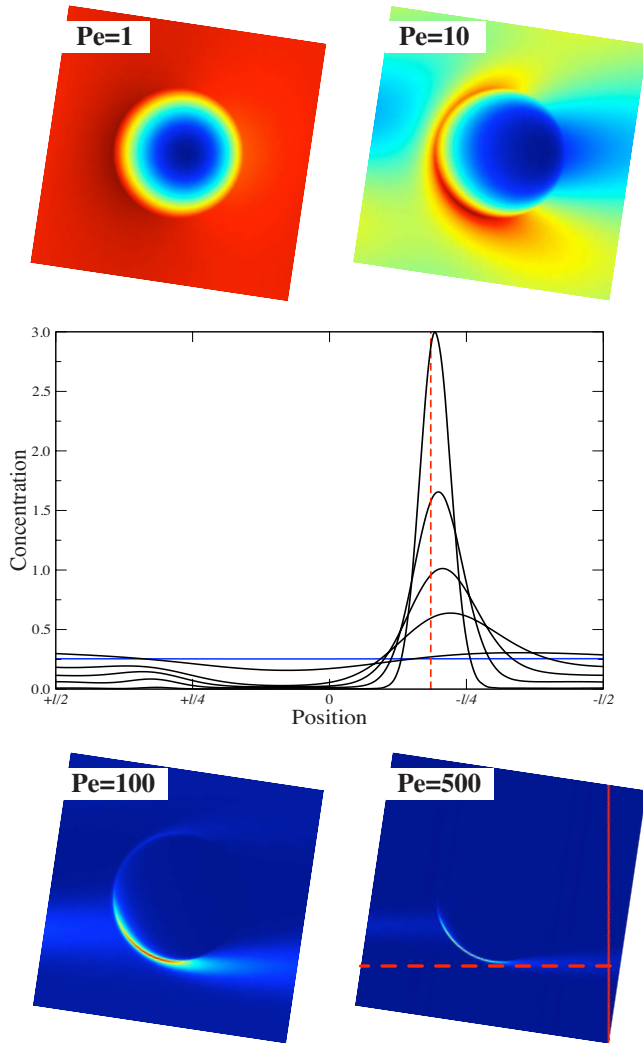 Pe=1
Pe=10
3.0
2.5
2.0
1.5
1.0
0.5
0.0
Concentration
+l/2
+l/4
0
-l/4
-l/2
Position
Pe=100
Pe=500